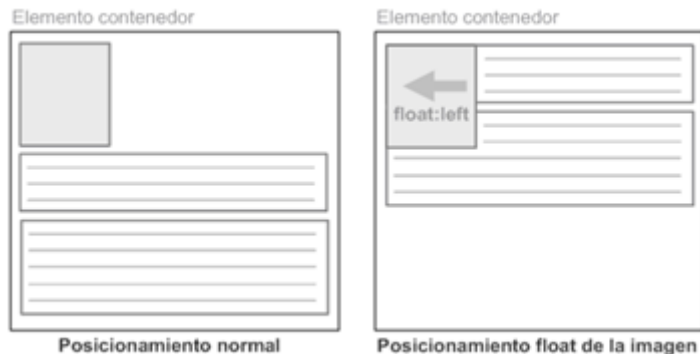 Elemento contenedor
Elemento contenedor
float:left
Posicionamiento normal
Posicionamiento float de la imagen